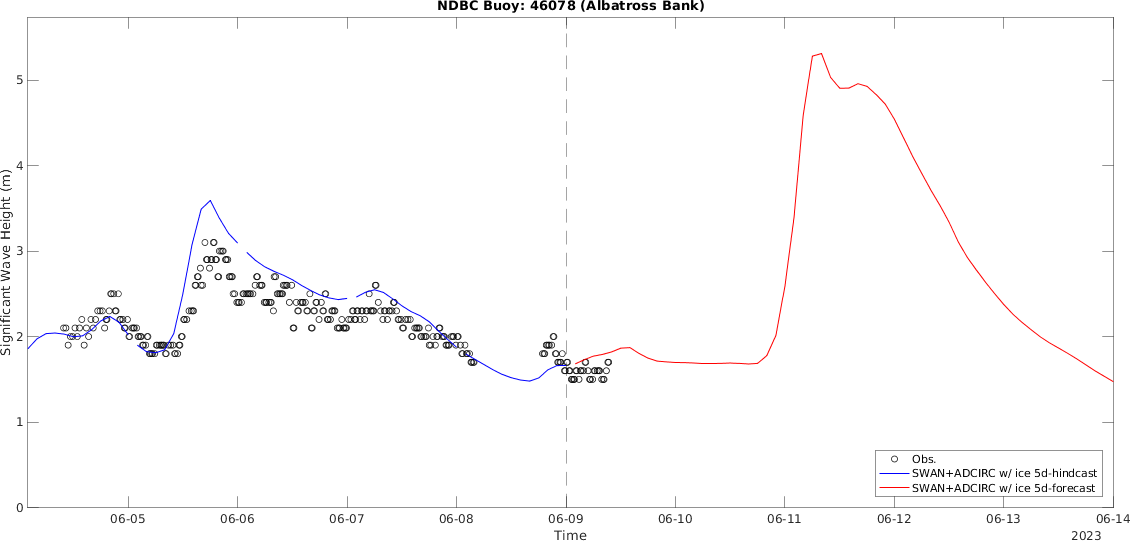 NDBC Buoy: 46078 (Albatross Bank)
Significant Wave Height (m)
5
4
3
2
1
0
Obs.
SWAN+ADCIRC w/ ice 5d-hindcast
SWAN+ADCIRC w/ ice 5d-forecast
06-05 06-06 06-07 06-08 06-09 06-10 06-11 06-12 06-13 06-14
Time
2023